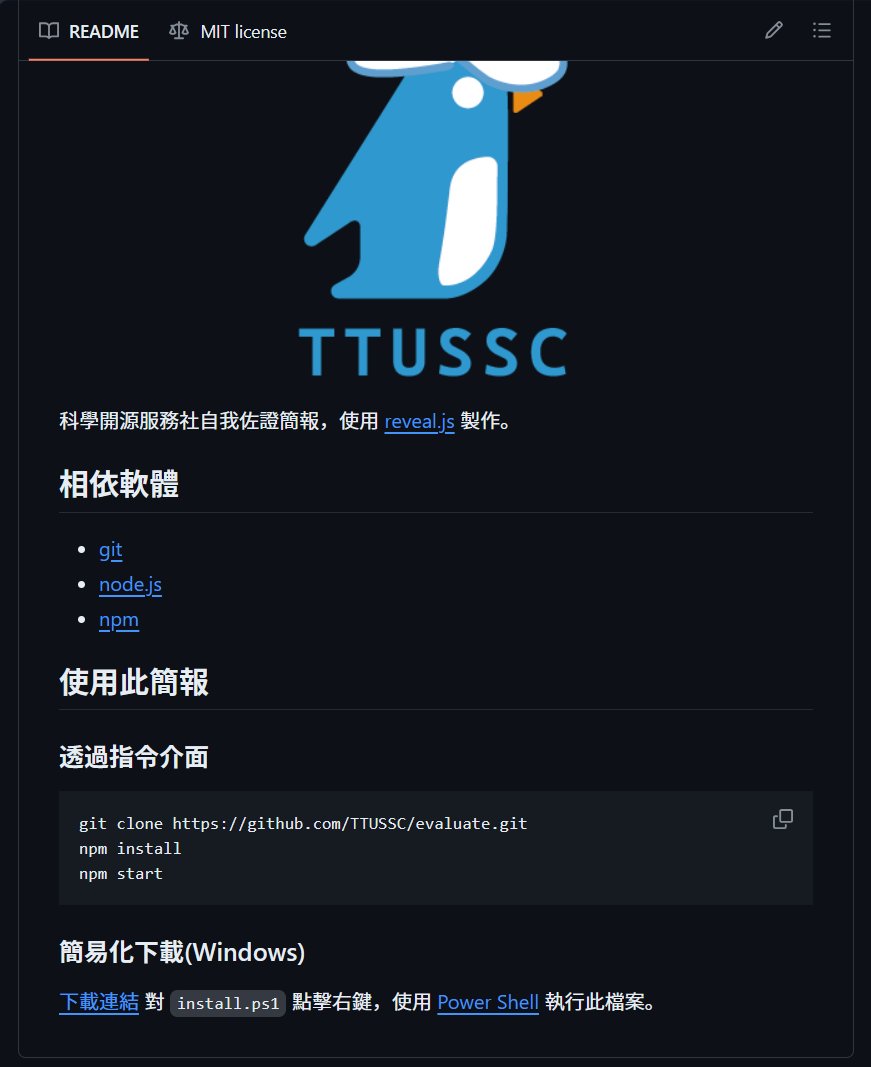 README MIT license
TTUSSC
科學開源服務社自我佐證簡報，使用 reveal.js 製作。
相依軟體
git
node.js
npm
使用此簡報
透過指令介面
git clone https://github.com/TTUSSC/evaluate.git
npm install
npm start
簡易化下載(Windows)
下載連結 對 install.ps1 點擊右鍵，使用 Power Shell 執行此檔案。